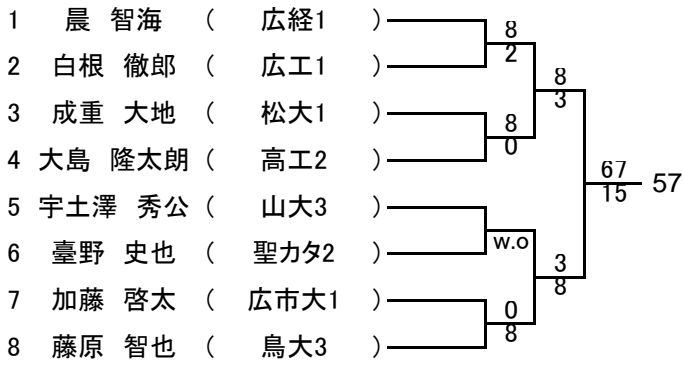 1 晨 智海 ( 広経1 )
2 白根 徹郎 ( 広工1 )
3 成重 大地 ( 松大1 )
4 大島 隆太朗 ( 高工2 )
5 宇土澤 秀公 ( 山大3 )
6 臺野 史也 ( 聖カタ2 )
7 加藤 啓太 ( 広市大1 )
8 藤原 智也 ( 鳥大3 )
8
2
8
0
w.o
0
8
8
3
3
8
67
15
57